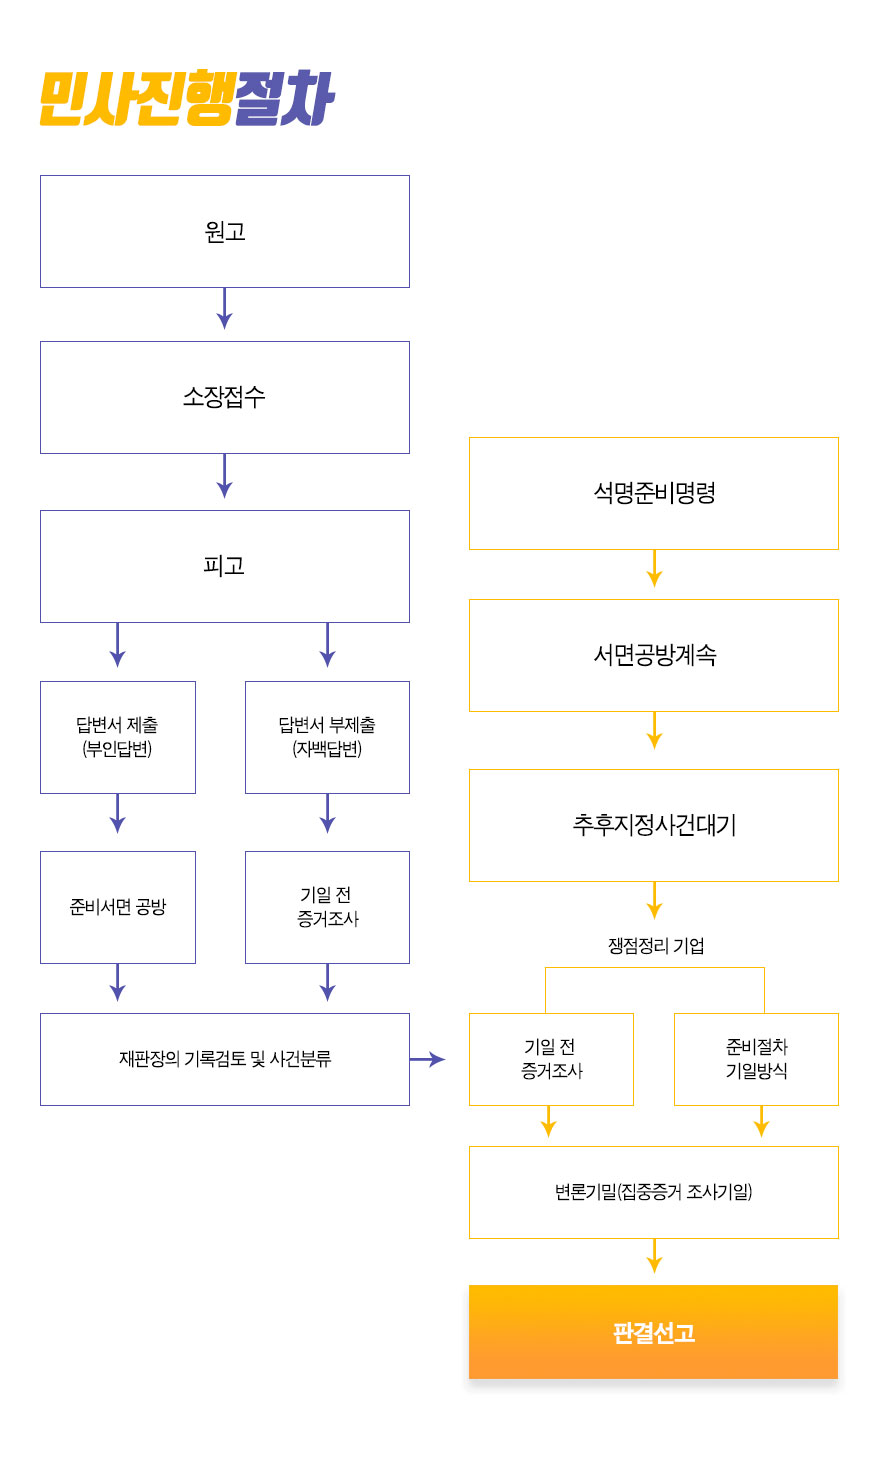 민사진행절차
원고
소장접수
피고
답변서 제출
(부인답변)
답변서 부제출
(자백답변)
준비서면 공방
기일 전
증거조사
재판장의 기록검토 및 사건분류
석명준비명령
서면공방계속
추후지정사건대기
쟁점정리 기업
기일 전
증거조사
준비절차
기일방식
변론기밀(집중증거 조사기일)
판결선고